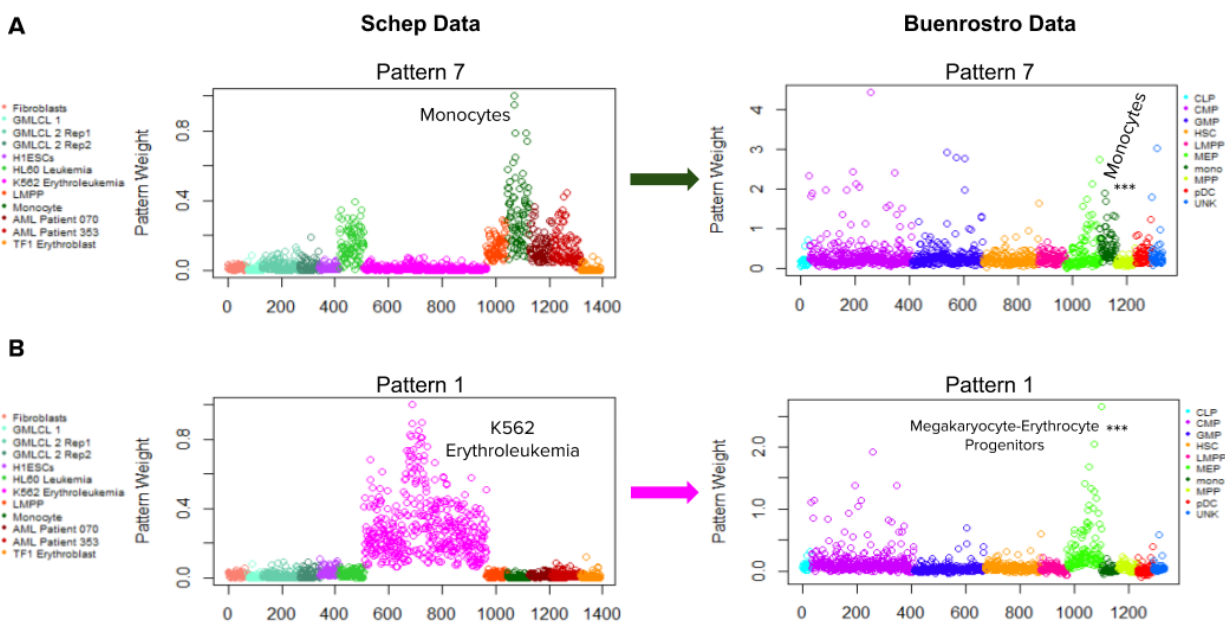 A
Schep Data
Buenrostro Data
Pattern 7
Pattern 7
Fibroblasts
GMLCL 1
GMLCL 2 Rep1
GMLCL 2 Rep2
H1ESCs
HL60 Leukemia
K562 Erythroleukemia
LMPP
Monocyte
AML Patient 070
AML Patient 353
TF1 Erythroblast
Pattern Weight
0.0 0.4 0.8
Monocytes
0 200 400 600 800 1000 1200 1400
Pattern Weight
0 1 2 3 4
Monocytes
***
0 200 400 600 800 1000 1200
CLP
CMP
GMP
HSC
LMPP
MEP
mono
MPP
pDC
UNK
B
Pattern 1
Pattern 1
Fibroblasts
GMLCL 1
GMLCL 2 Rep1
GMLCL 2 Rep2
H1ESCs
HL60 Leukemia
K562 Erythroleukemia
LMPP
Monocyte
AML Patient 070
AML Patient 353
TF1 Erythroblast
Pattern Weight
0.0 0.4 0.8
K562
Erythroleukemia
0 200 400 600 800 1000 1200 1400
Pattern Weight
0.0 1.0 2.0
Megakaryocyte-Erythrocyte ***
Progenitors
0 200 400 600 800 1000 1200
CLP
CMP
GMP
HSC
LMPP
MEP
mono
MPP
pDC
UNK